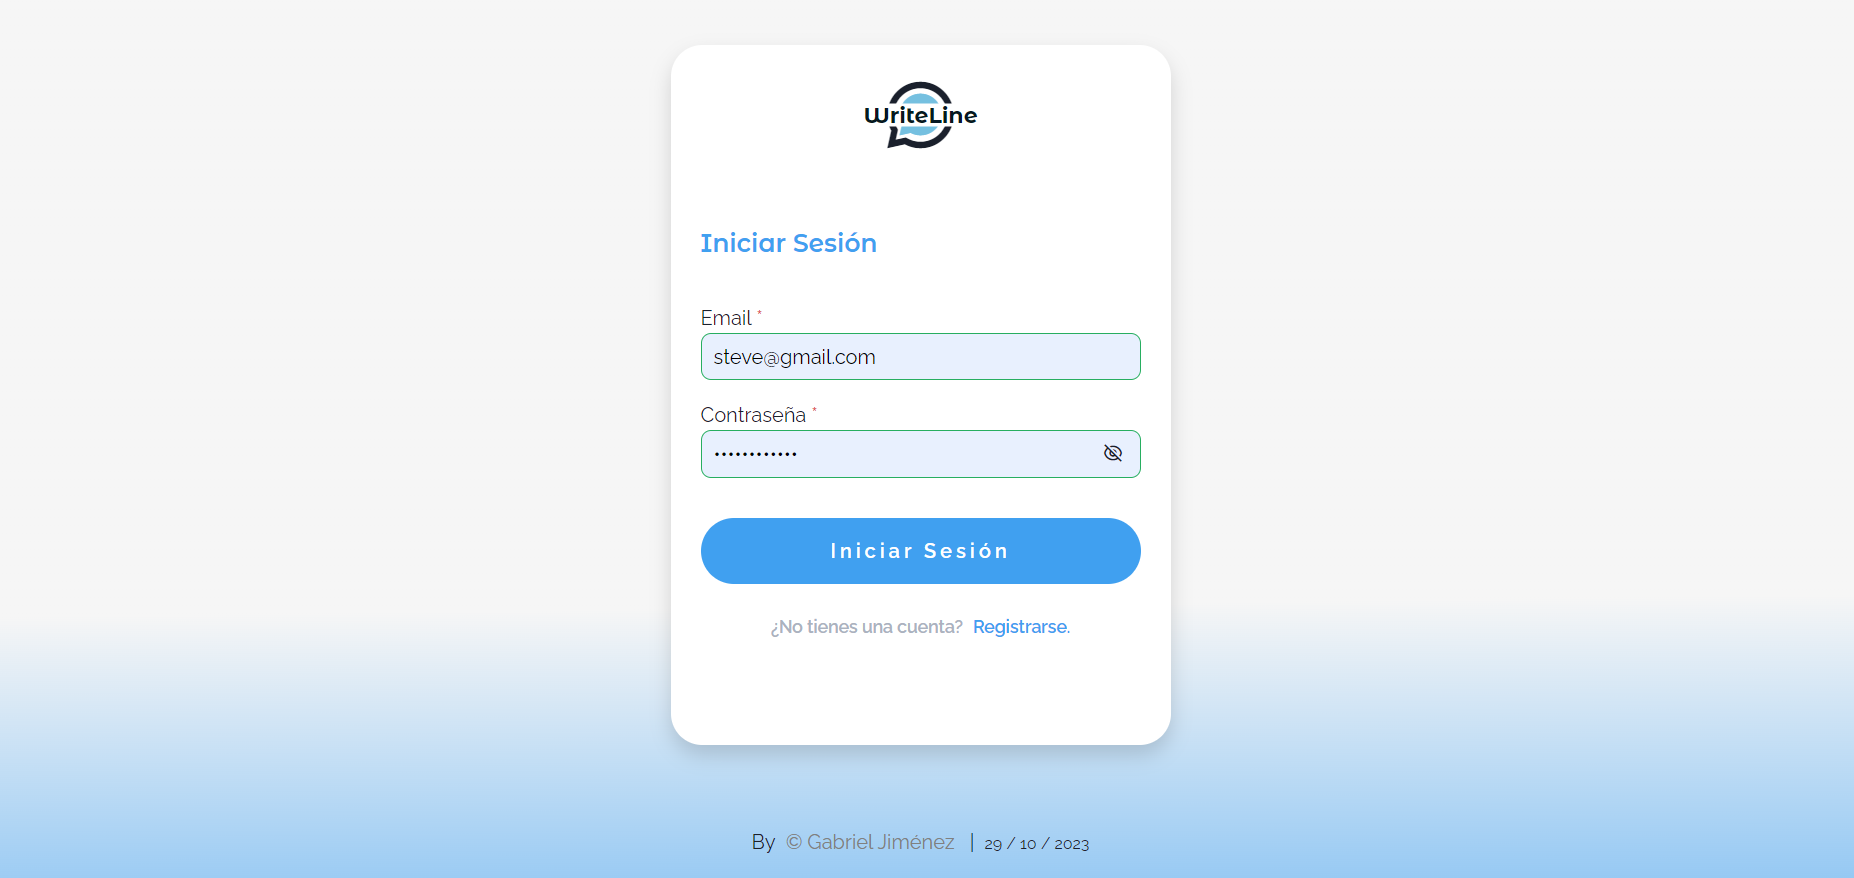 WriteLine
Iniciar Sesión
Email *
steve@gmail.com
Contraseña *
••••••••••••
Iniciar Sesión
¿No tienes una cuenta? Registrarse.
By © Gabriel Jiménez | 29 / 10 / 2023